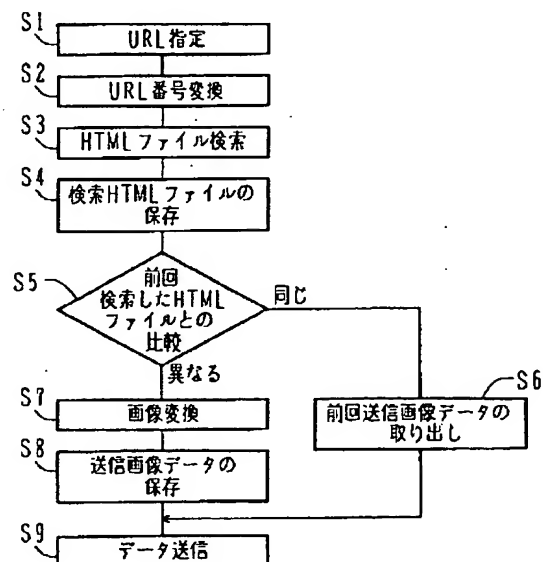 S1
URL指定
S2
URL番号変換
S3
HTMLファイル検索
S4
検索HTMLファイルの
保存
S5
前回
検索したHTML
ファイルとの
比較
同じ
異なる
S6
前回送信画像データの
取り出し
S7
画像変換
S8
送信画像データの
保存
S9
データ送信